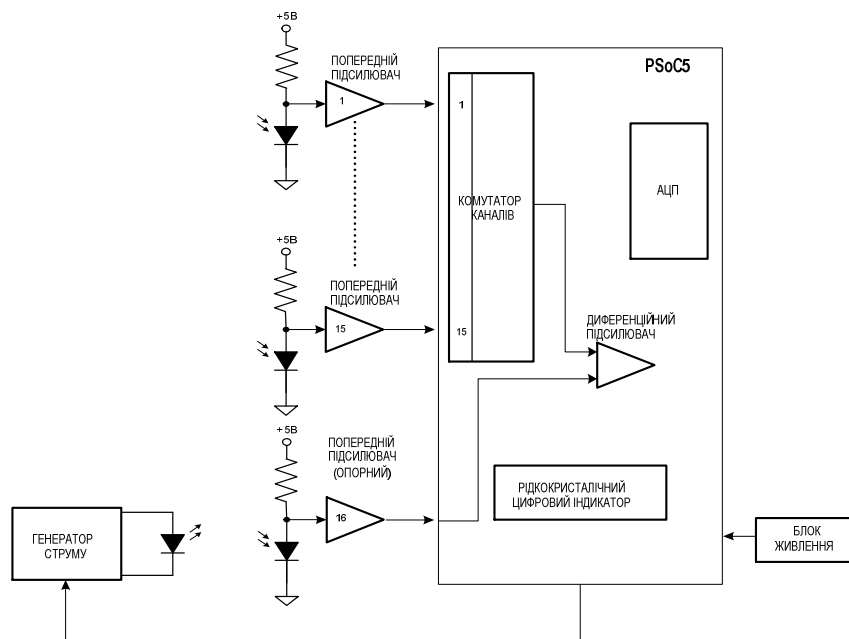 +5В
ПОПЕРЕДНІЙ
ПІДСИЛЮВАЧ
1
PSoC5
1
КОМУТАТОР
КАНАЛІВ
15
АЦП
+5В
ПОПЕРЕДНІЙ
ПІДСИЛЮВАЧ
15
ДИФЕРЕНЦІЙНИЙ
ПІДСИЛЮВАЧ
+5В
ПОПЕРЕДНІЙ
ПІДСИЛЮВАЧ
(ОПОРНИЙ)
16
РІДКОКРИСТАЛІЧНИЙ
ЦИФРОВИЙ ІНДИКАТОР
ГЕНЕРАТОР
СТРУМУ
БЛОК
ЖИВЛЕННЯ